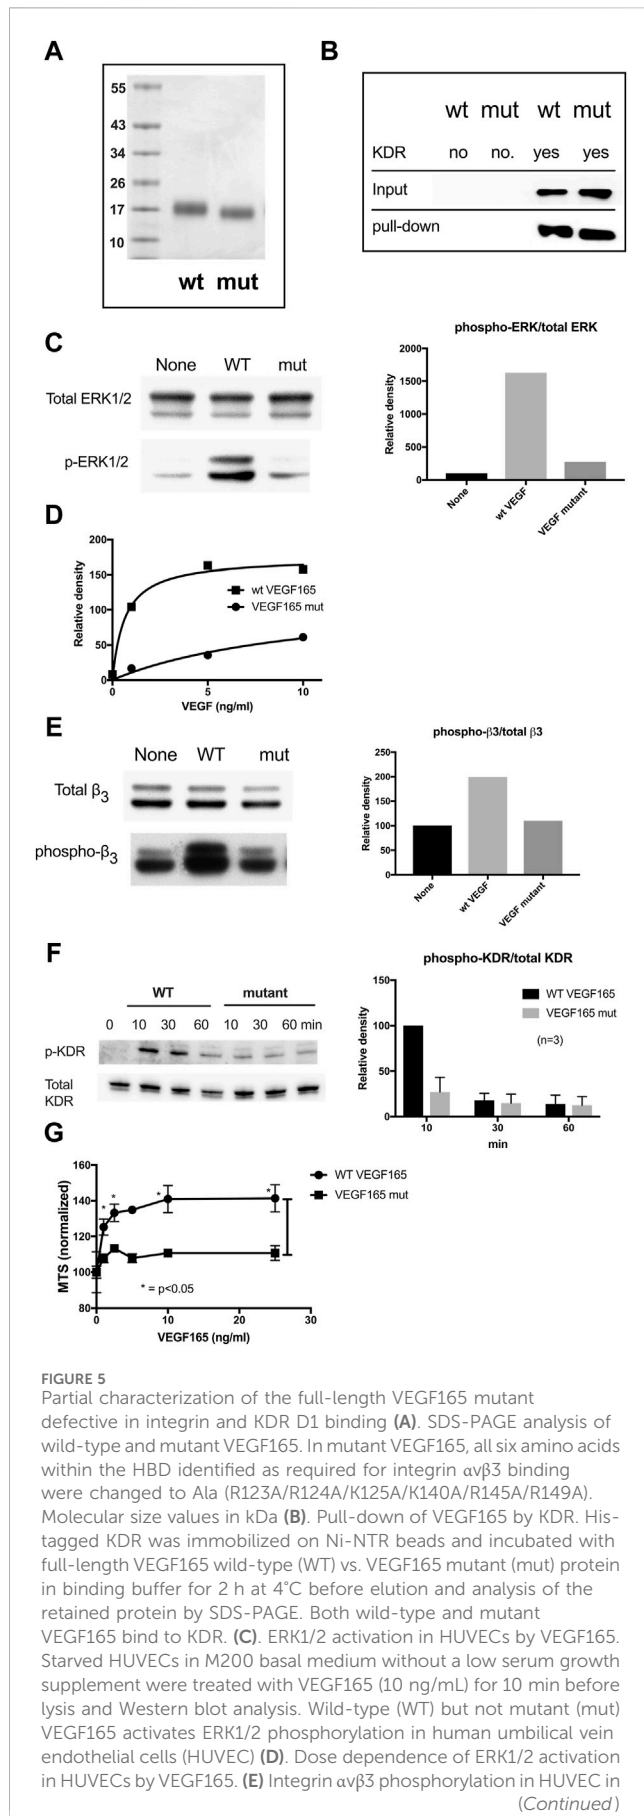 A
55
43
34
26
17
10
wt mut
B
wt mut wt mut
KDR no no. yes yes
Input
pull-down
C
None WT mut
Total ERK1/2
p-ERK1/2
phospho-ERK/total ERK
Relative density
2000
1500
1000
500
0
None
wt VEGF
VEGF mutant
D
Relative density
200
150
100
50
0
0 5 10
VEGF (ng/ml)
wt VEGF165
VEGF165 mut
E
None WT mut
Total β3
phospho-β3
phospho-β3/total β3
Relative density
250
200
150
100
50
0
None
wt VEGF
VEGF mutant
F
WT mutant
0 10 30 60 10 30 60 min
p-KDR
Total
KDR
phospho-KDR/total KDR
Relative density
150
100
50
0
10 30 60
min
WT VEGF165
VEGF165 mut
(n=3)
G
MTS (normalized)
160
140
120
100
80
0 10 20 30
VEGF165 (ng/ml)
* * * *
* = p<0.05
WT VEGF165
VEGF165 mut
FIGURE 5
Partial characterization of the full-length VEGF165 mutant
defective in integrin and KDR D1 binding (A). SDS-PAGE analysis of
wild-type and mutant VEGF165. In mutant VEGF165, all six amino acids
within the HBD identified as required for integrin αvβ3 binding
were changed to Ala (R123A/R124A/K125A/K140A/R145A/R149A).
Molecular size values in kDa (B). Pull-down of VEGF165 by KDR. His-
tagged KDR was immobilized on Ni-NTR beads and incubated with
full-length VEGF165 wild-type (WT) vs. VEGF165 mutant (mut) protein
in binding buffer for 2 h at 4°C before elution and analysis of the
retained protein by SDS-PAGE. Both wild-type and mutant
VEGF165 bind to KDR. (C). ERK1/2 activation in HUVECs by VEGF165.
Starved HUVECs in M200 basal medium without a low serum growth
supplement were treated with VEGF165 (10 ng/mL) for 10 min before
lysis and Western blot analysis. Wild-type (WT) but not mutant (mut)
VEGF165 activates ERK1/2 phosphorylation in human umbilical vein
endothelial cells (HUVEC) (D). Dose dependence of ERK1/2 activation
in HUVECs by VEGF165. (E) Integrin αvβ3 phosphorylation in HUVEC in
(Continued)